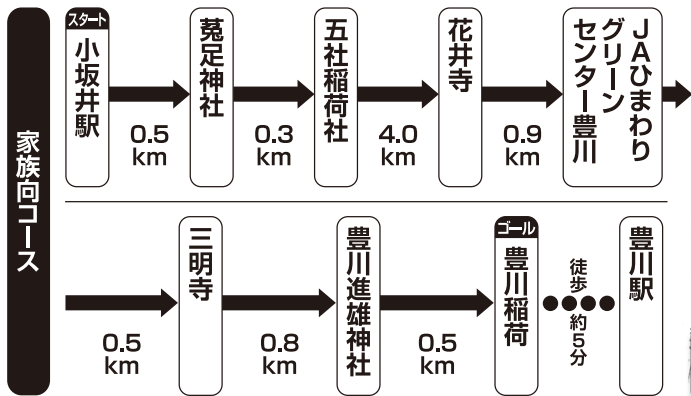 家族向コース
スタート
小坂井駅
0.5
km
菟足神社
0.3
km
五社稲荷社
4.0
km
花井寺
0.9
km
JAひまわり
グリーン
センター豊川
0.5
km
三明寺
0.8
km
豊川進雄神社
0.5
km
ゴール
豊川稲荷
徒歩
約5分
豊川駅